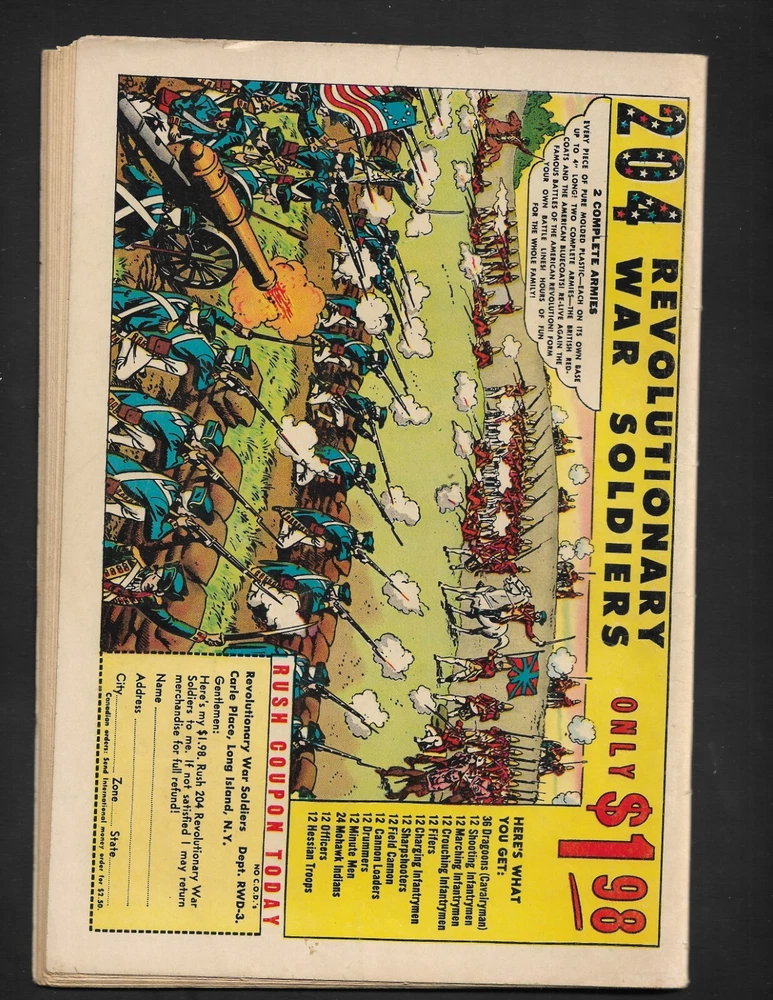 204 REVOLUTIONARY
WAR SOLDIERS
ONLY $1 98
2 COMPLETE ARMIES
EVERY PIECE OF PURE MOLDED PLASTIC—EACH ON ITS OWN BASE
UP TO 4" LONG! TWO COMPLETE ARMIES—THE BRITISH RED-
COATS AND THE AMERICAN BLUECOATS! RE-LIVE AGAIN THE
FAMOUS BATTLES OF THE AMERICAN REVOLUTION! FORM
YOUR OWN BATTLE LINES! HOURS OF FUN
FOR THE WHOLE FAMILY!
HERE'S WHAT
YOU GET:
36 Dragoons (Cavalryman)
12 Shooting Infantrymen
12 Marching Infantrymen
12 Crouching Infantrymen
12 Fifers
12 Charging Infantrymen
12 Sharpshooters
12 Field Cannon
12 Cannon Loaders
12 Drummers
12 Minute Men
24 Mohawk Indians
12 Officers
12 Hessian Troops
RUSH COUPON TODAY
NO C.O.D.'s
Revolutionary War Soldiers Dept. RWD-3.
Carle Place, Long Island, N.Y.
Gentlemen:
Here's my $1.98. Rush 204 Revolutionary War
Soldiers to me. If not satisfied I may return
merchandise for full refund!
Name
Address
City Zone State
Canadian orders: Send International money order for $2.50.